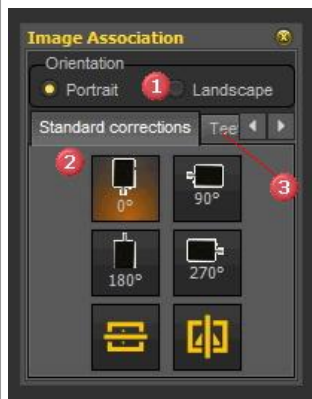 Image Association
Orientation
Portrait 1 Landscape
Standard corrections Tee
2
3
0° 90°
180° 270°